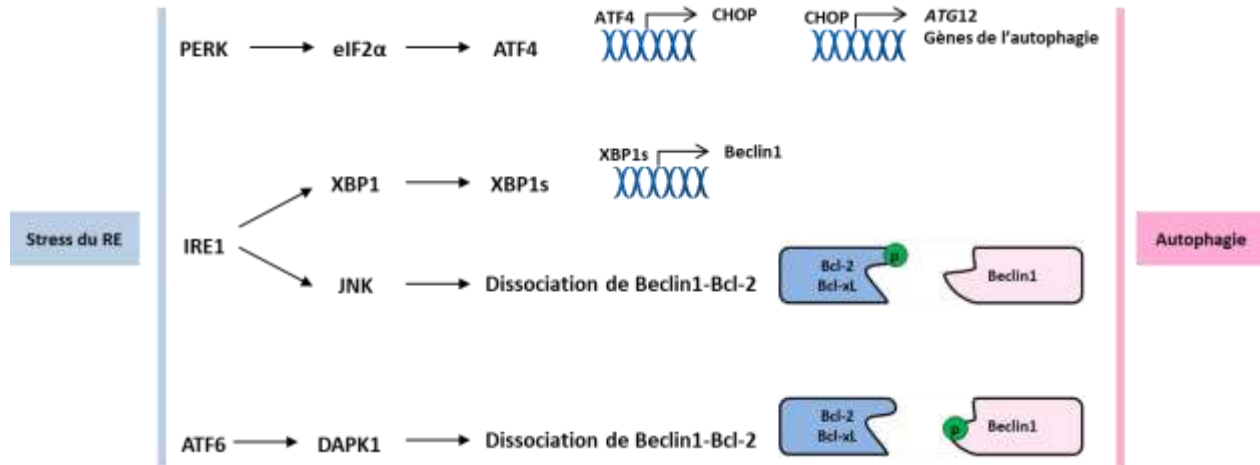 ATF4 CHOP CHOP ATG12
Gènes de l'autophagie
PERK eIF2α ATF4
XBP1s Beclin1
XBP1 XBP1s
Stress du RE IRE1 Autophagie
Bcl-2
Bcl-xL
P
Beclin1
JNK Dissociation de Beclin1-Bcl-2
Bcl-2
Bcl-xL
P
Beclin1
ATF6 DAPK1 Dissociation de Beclin1-Bcl-2